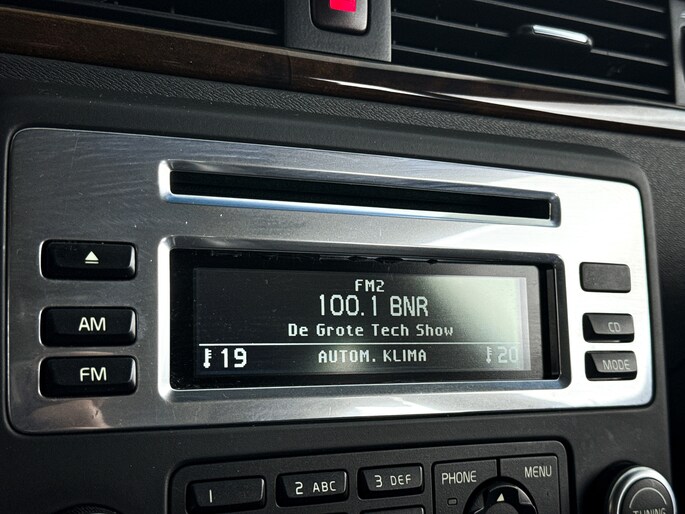 FM2
100.1 BNR
De Grote Tech Show
19 AUTOM. KLIMA 20
AM
FM
CD
MODE
1
2 ABC
3 DEF
PHONE
MENU
TUNING